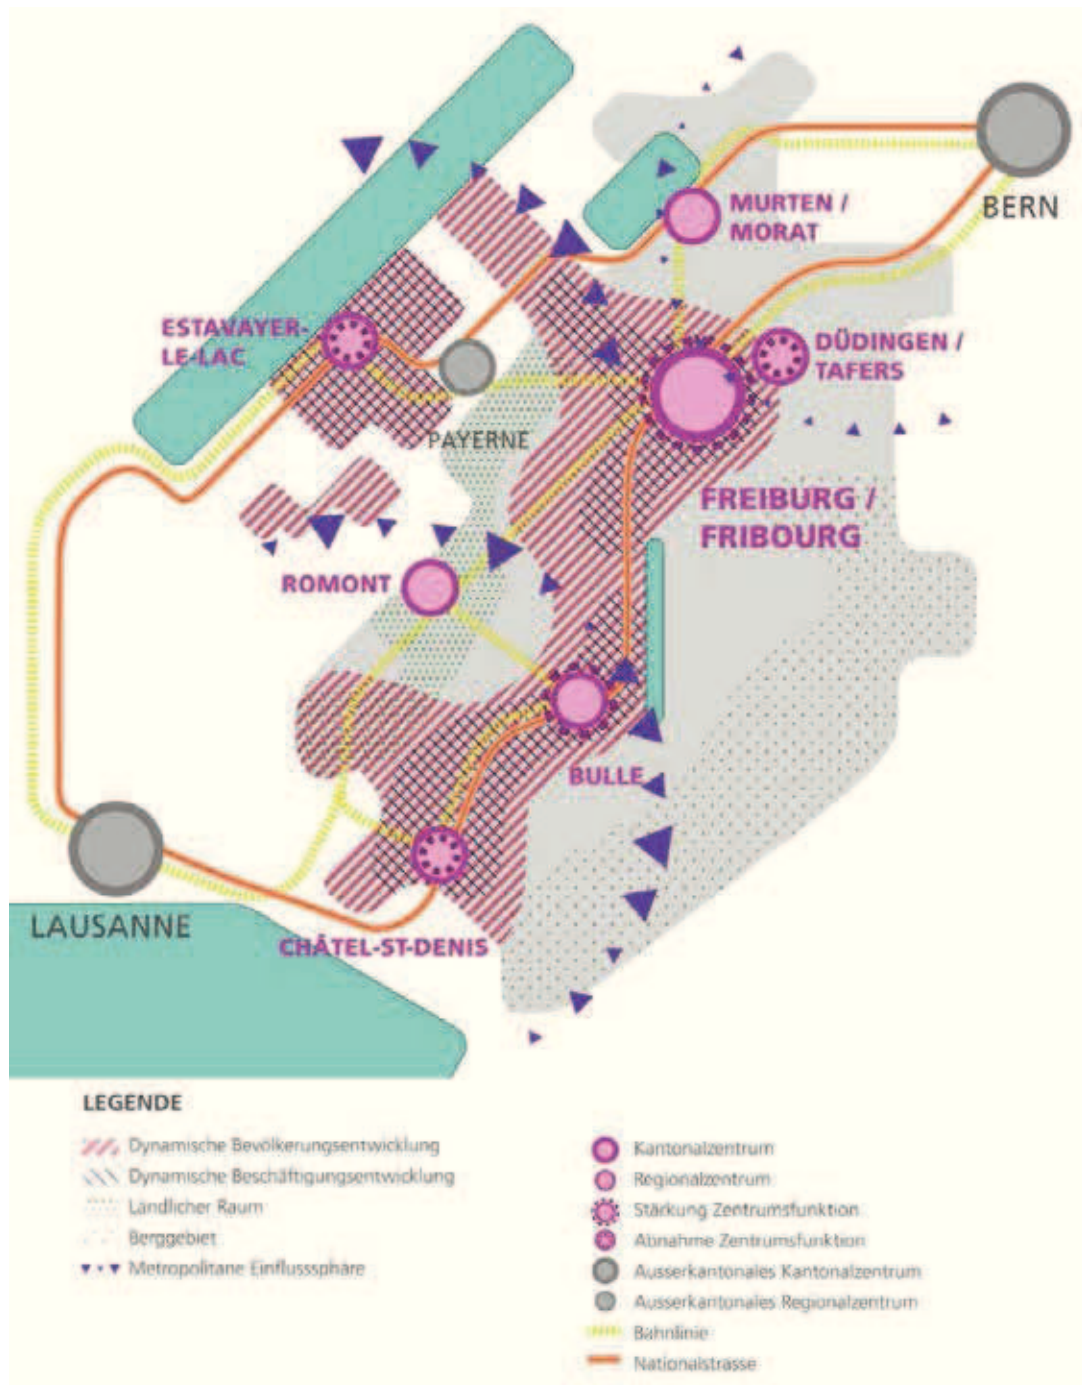 MURTEN /
MORAT
BERN
ESTAVAYER-
LE-LAC
DÜDINGEN /
TAFERS
PAYERNE
FREIBURG /
FRIBOURG
ROMONT
BULLE
LAUSANNE
CHÂTEL-ST-DENIS
LEGENDE
Dynamische Bevölkerungsentwicklung
Dynamische Beschäftigungsentwicklung
Ländlicher Raum
Berggebiet
Metropolitane Einflusssphäre
Kantonalzentrum
Regionalzentrum
Stärkung Zentrumsfunktion
Abnahme Zentrumsfunktion
Ausserkantonales Kantonalzentrum
Ausserkantonales Regionalzentrum
Bahnlinie
Nationalstrasse